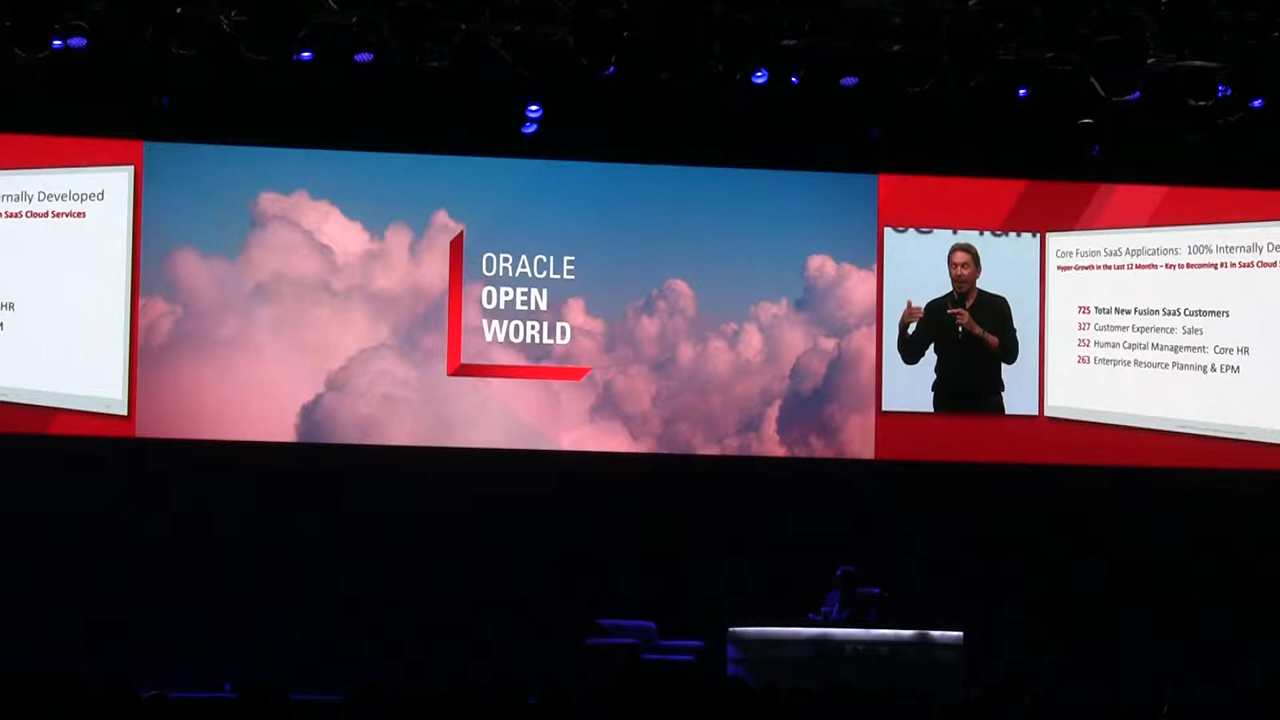 rnally Developed
SaaS Cloud Services
HR
ORACLE
OPEN
WORLD
Core Fusion SaaS Applications: 100% Internally De
Hyper-Growth in the Last 12 Months – Key to Becoming #1 in SaaS Cloud
725 Total New Fusion SaaS Customers
327 Customer Experience: Sales
252 Human Capital Management: Core HR
263 Enterprise Resource Planning & EPM